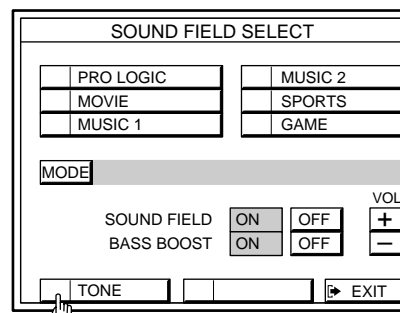 SOUND FIELD SELECT
PRO LOGIC MUSIC 2
MOVIE SPORTS
MUSIC 1 GAME
MODE
VOL
SOUND FIELD ON OFF +
BASS BOOST ON OFF −
TONE EXIT